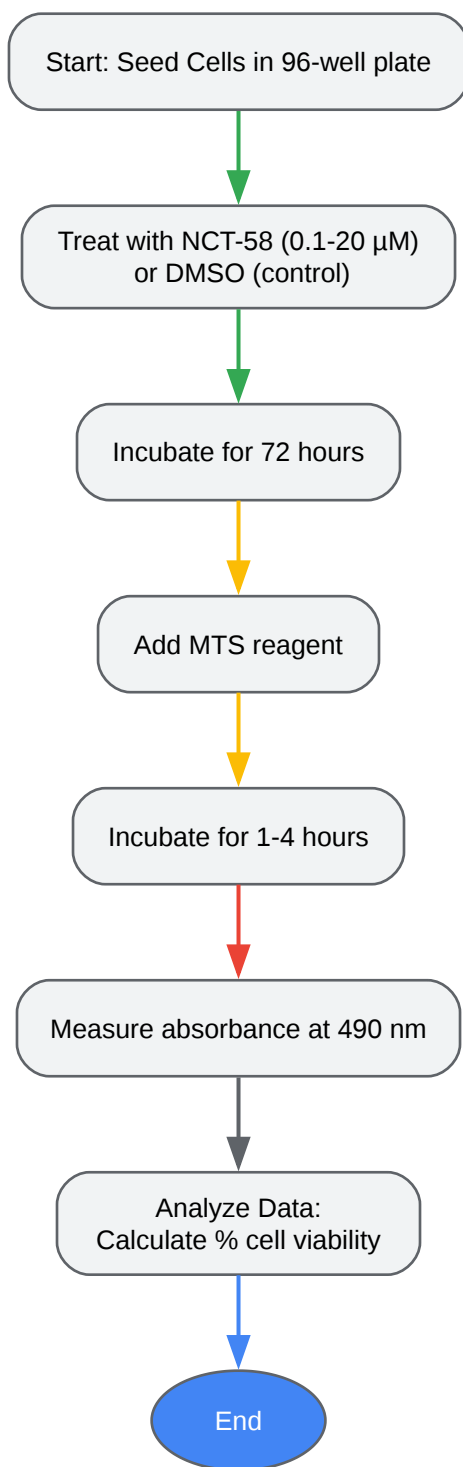 Start: Seed Cells in 96-well plate
Treat with NCT-58 (0.1-20 µM)
or DMSO (control)
Incubate for 72 hours
Add MTS reagent
Incubate for 1-4 hours
Measure absorbance at 490 nm
Analyze Data:
Calculate % cell viability
End